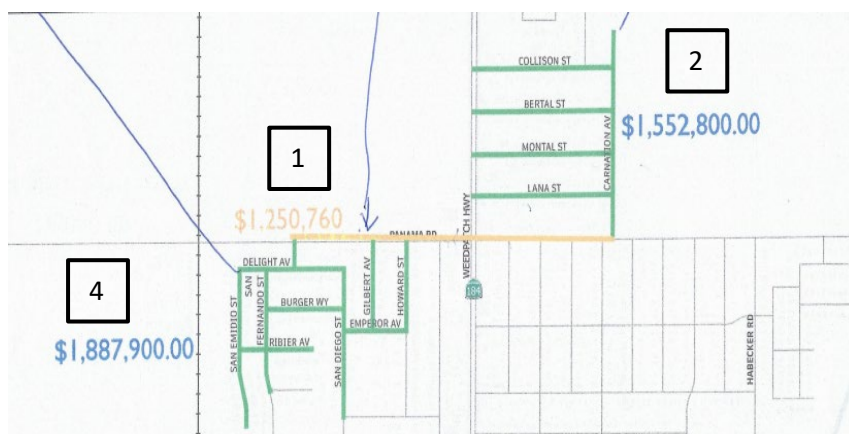 COLLISON ST
2
BERTAL ST
$1,552,800.00
CARNATION AV
1
MONTAL ST
LANA ST
$1.250,760
PANAMA RD
WEEDPATCH HWY
DELIGHT AV
4
184
SAN EMIDIO ST
SAN
FERNANDO ST
BURGER WY
GILBERT AV
HOWARD ST
EMPEROR AV
$1,887,900.00
RIBIER AV
SAN DIEGO ST
HABECKER RD